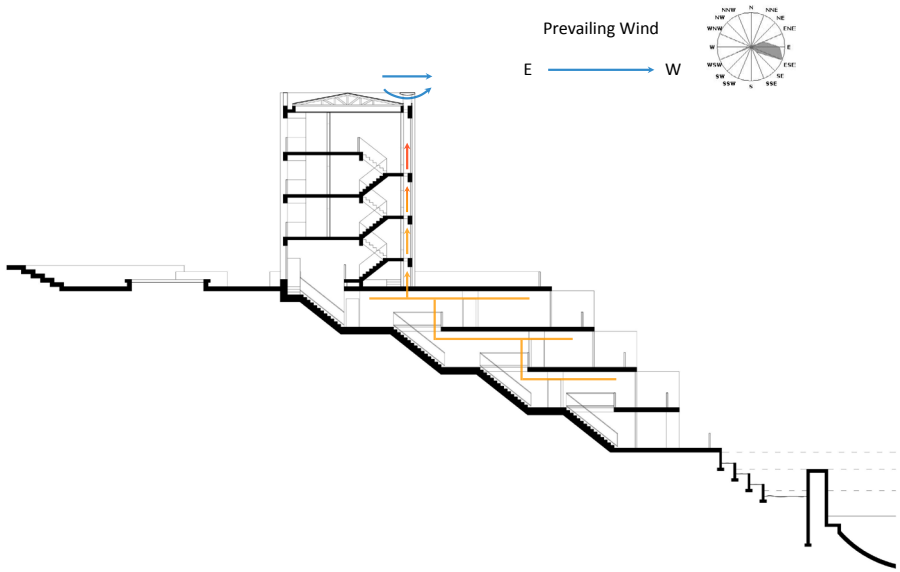 Prevailing Wind
E W
N
NNE
NE
ENE
E
ESE
SE
SSE
S
SSW
SW
WSW
W
WNW
NW
NNW